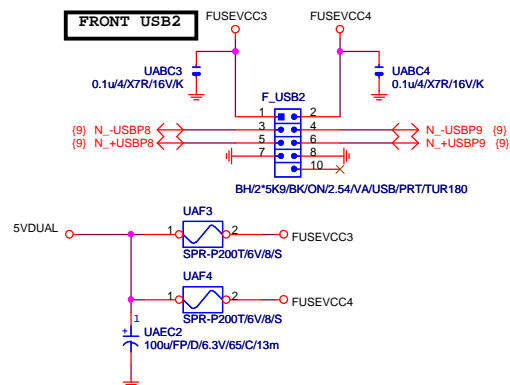 FRONT USB2
FUSEVCC3 FUSEVCC4
UABC3
0.1u/4/X7R/16V/K
UABC4
0.1u/4/X7R/16V/K
F_USB2
1 2
{9} N_-USBP8 3 4 N_-USBP9 {9}
{9} N_+USBP8 5 6 N_+USBP9 {9}
7 8
10
BH/2*5K9/BK/ON/2.54/VA/USB/PRT/TUR180
UAF3
5VDUAL 1 2 FUSEVCC3
SPR-P200T/6V/8/S
UAF4
1 2 FUSEVCC4
SPR-P200T/6V/8/S
1
+
UAEC2
100u/FP/D/6.3V/65/C/13m